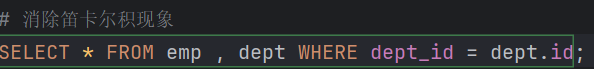 # 消除笛卡尔积现象
SELECT * FROM emp , dept WHERE dept_id = dept.id;